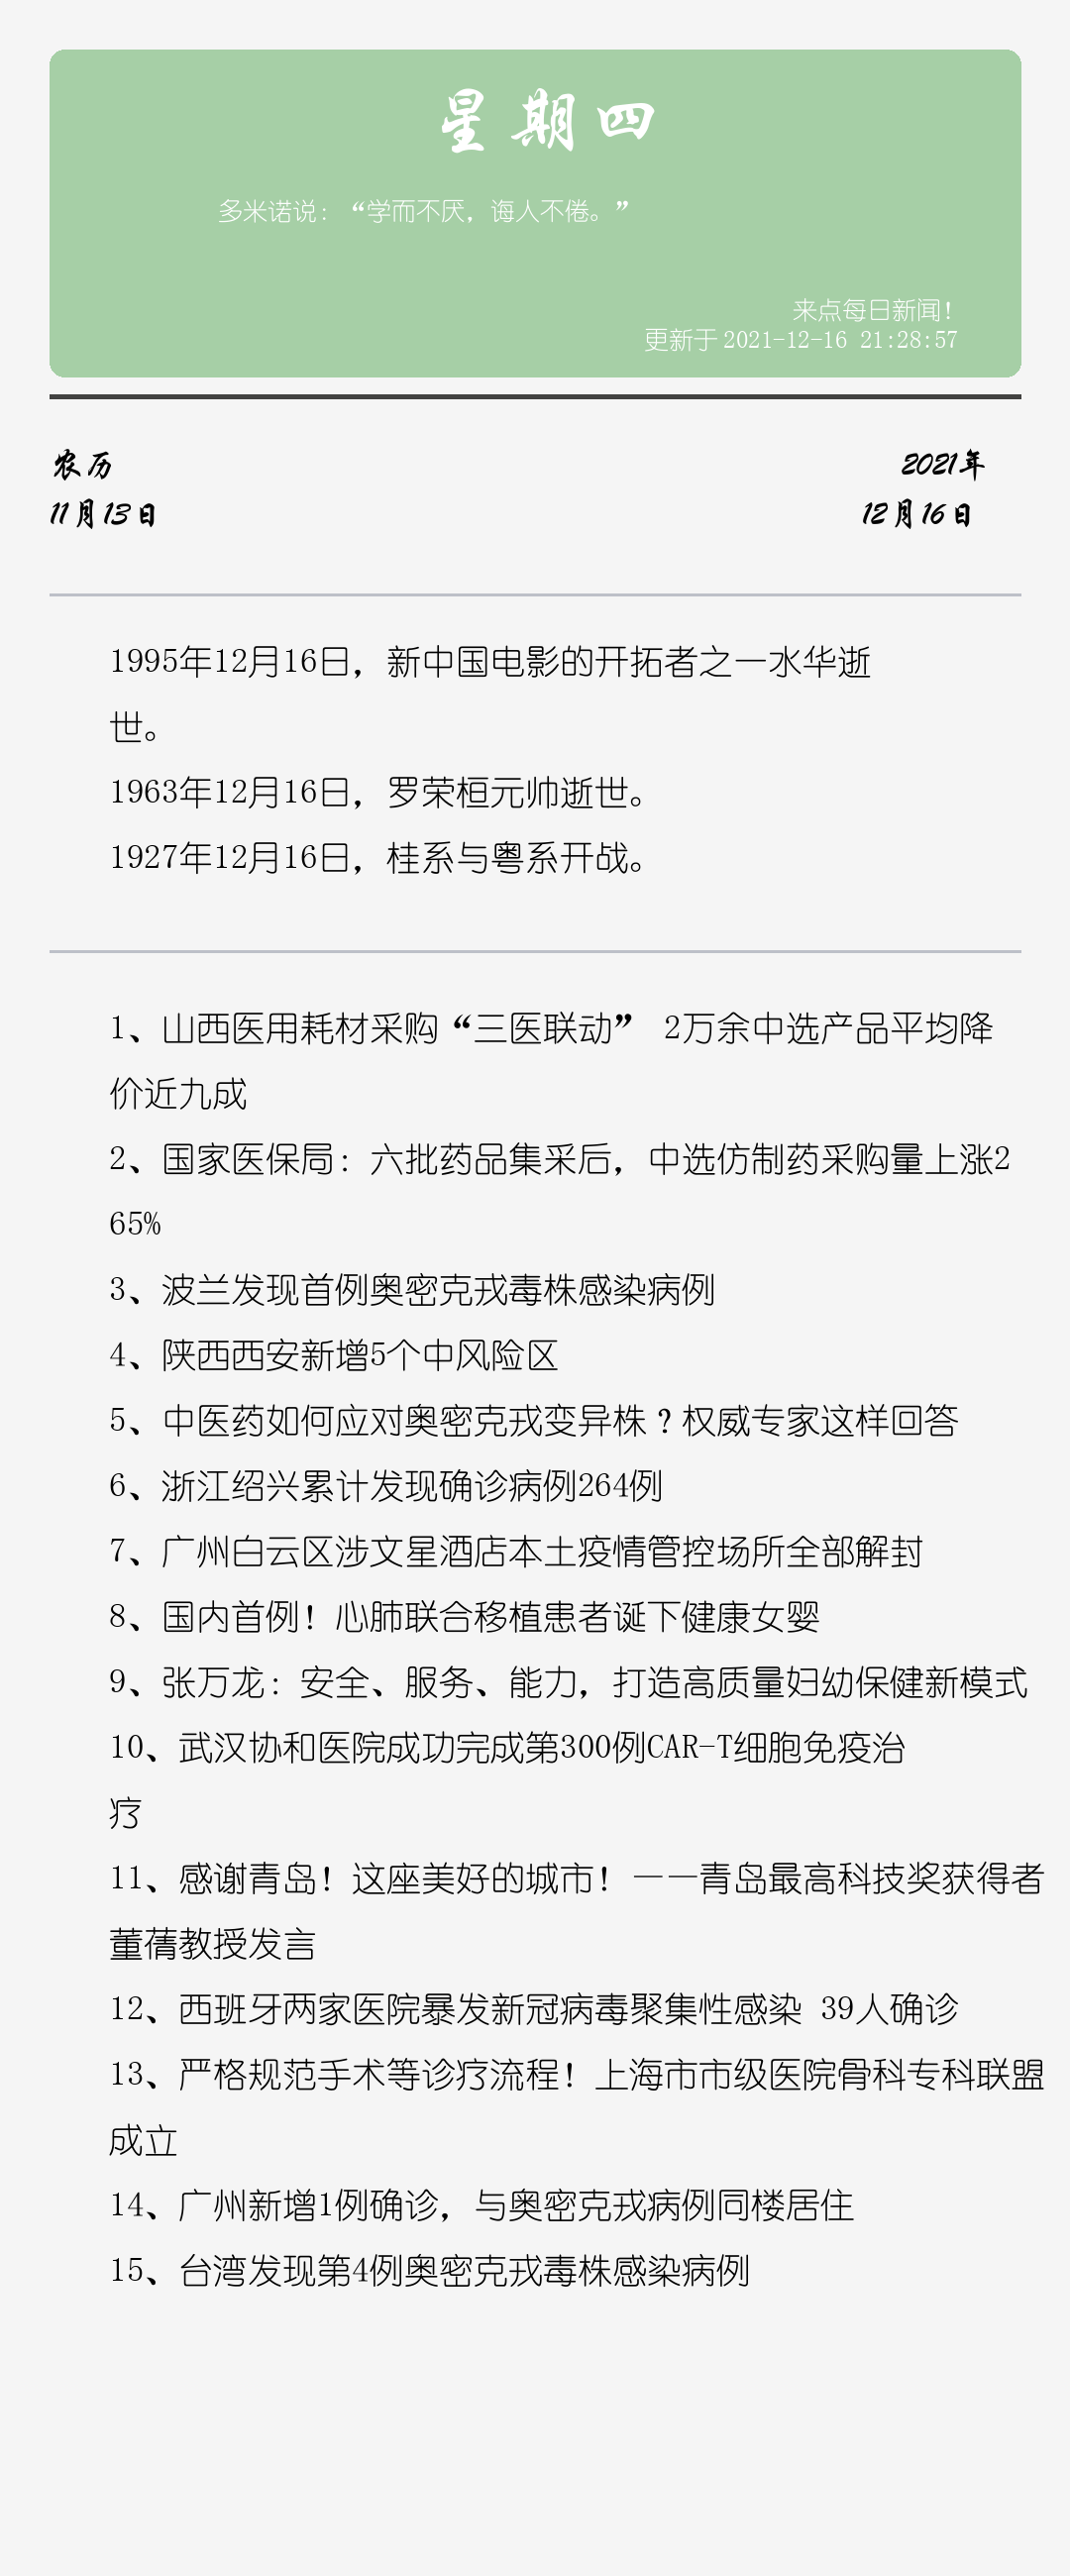 星期四
多米诺说：“学而不厌，诲人不倦。”
来点每日新闻！
更新于2021-12-16 21:28:57
农历
2021年
11月13日
12月16日
1995年12月16日，新中国电影的开拓者之一水华逝
世。
1963年12月16日，罗荣桓元帅逝世。
1927年12月16日，桂系与粤系开战。
1、山西医用耗材采购“三医联动” 2万余中选产品平均降
价近九成
2、国家医保局：六批药品集采后，中选仿制药采购量上涨2
65%
3、波兰发现首例奥密克戎毒株感染病例
4、陕西西安新增5个中风险区
5、中医药如何应对奥密克戎变异株？权威专家这样回答
6、浙江绍兴累计发现确诊病例264例
7、广州白云区涉文星酒店本土疫情管控场所全部解封
8、国内首例！心肺联合移植患者诞下健康女婴
9、张万龙：安全、服务、能力，打造高质量妇幼保健新模式
10、武汉协和医院成功完成第300例CAR-T细胞免疫治
疗
11、感谢青岛！这座美好的城市！——青岛最高科技奖获得者
董蒨教授发言
12、西班牙两家医院暴发新冠病毒聚集性感染 39人确诊
13、严格规范手术等诊疗流程！上海市市级医院骨科专科联盟
成立
14、广州新增1例确诊，与奥密克戎病例同楼居住
15、台湾发现第4例奥密克戎毒株感染病例